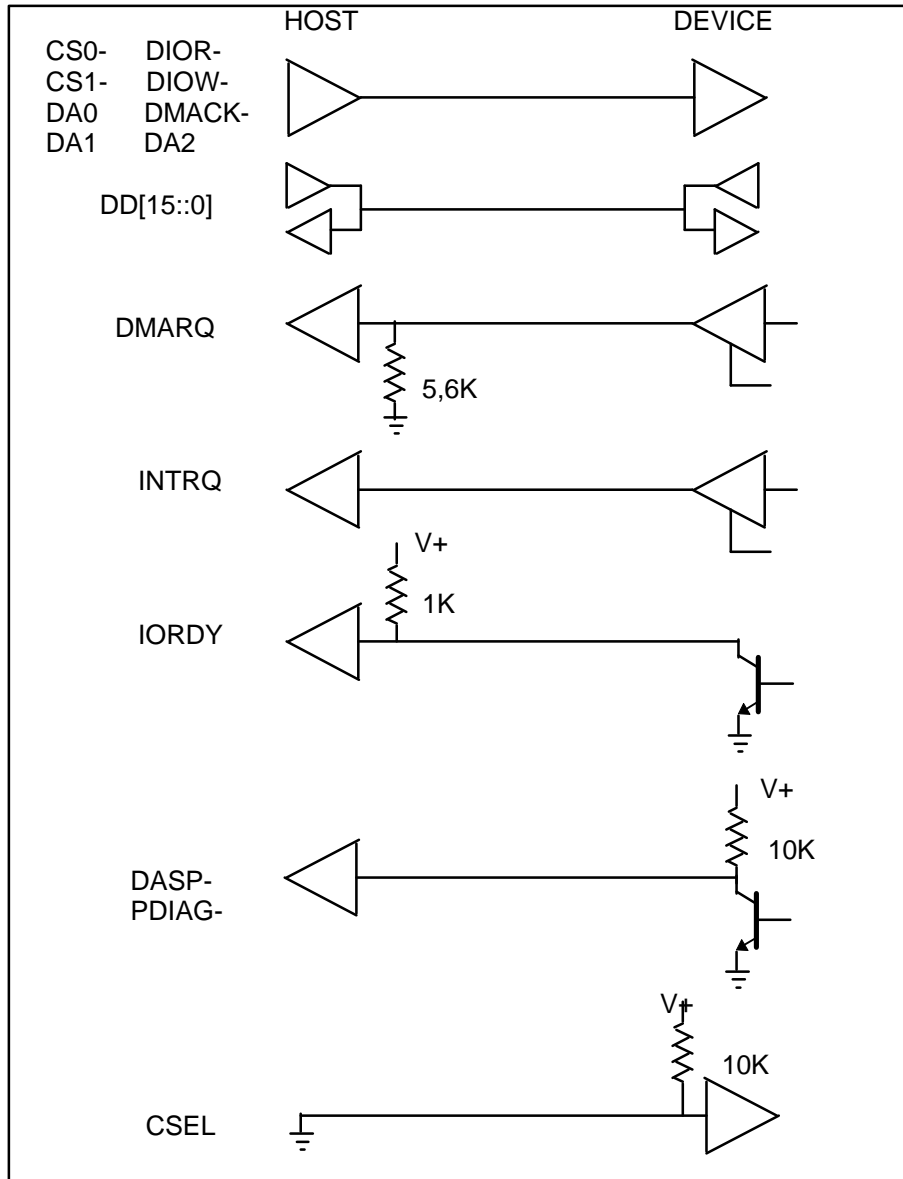 HOST DEVICE
CS0- DIOR-
CS1- DIOW-
DA0 DMACK-
DA1 DA2
DD[15::0]
DMARQ
5,6K
INTRQ
V+
1K
IORDY
V+
10K
DASP-
PDIAG-
V+
10K
CSEL